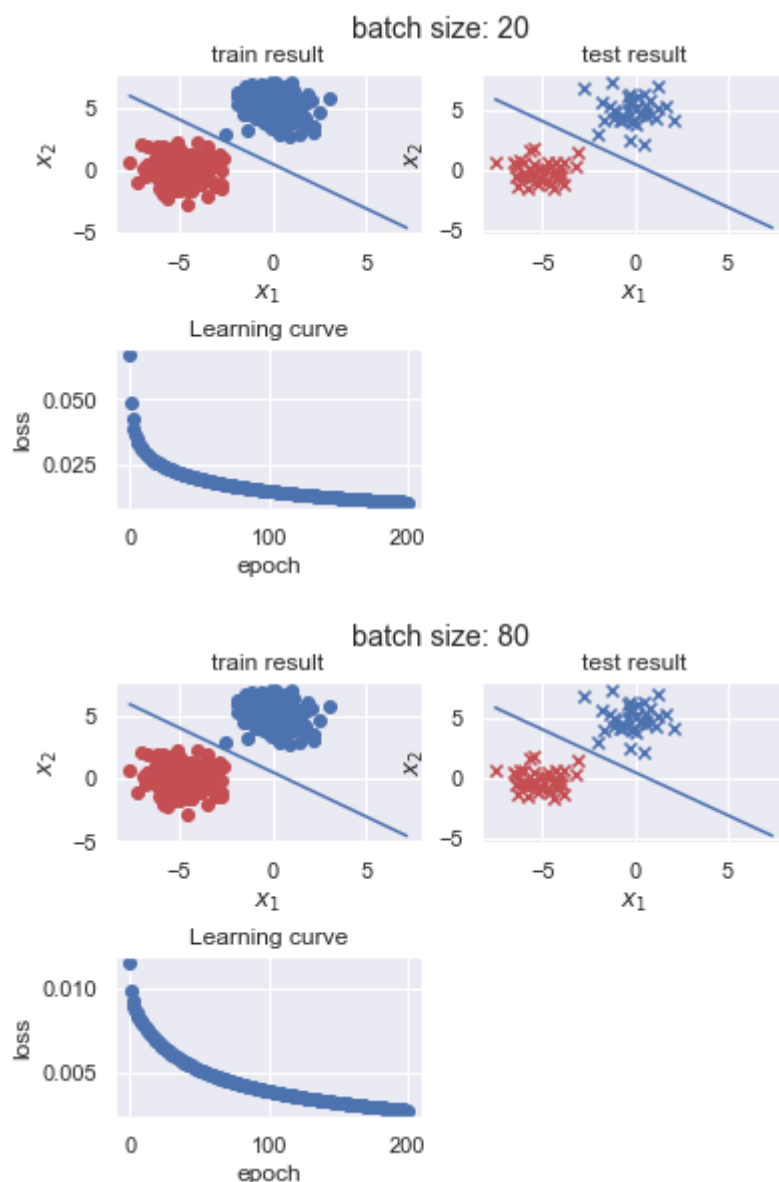 batch size: 20
train result
test result
x₂
5
0
−5
−5 0 5
x₁
x₂
5
0
−5
−5 0 5
x₁
Learning curve
loss
0.050
0.025
0 100 200
epoch
batch size: 80
train result
test result
x₂
5
0
−5
−5 0 5
x₁
x₂
5
0
−5
−5 0 5
x₁
Learning curve
loss
0.010
0.005
0 100 200
epoch